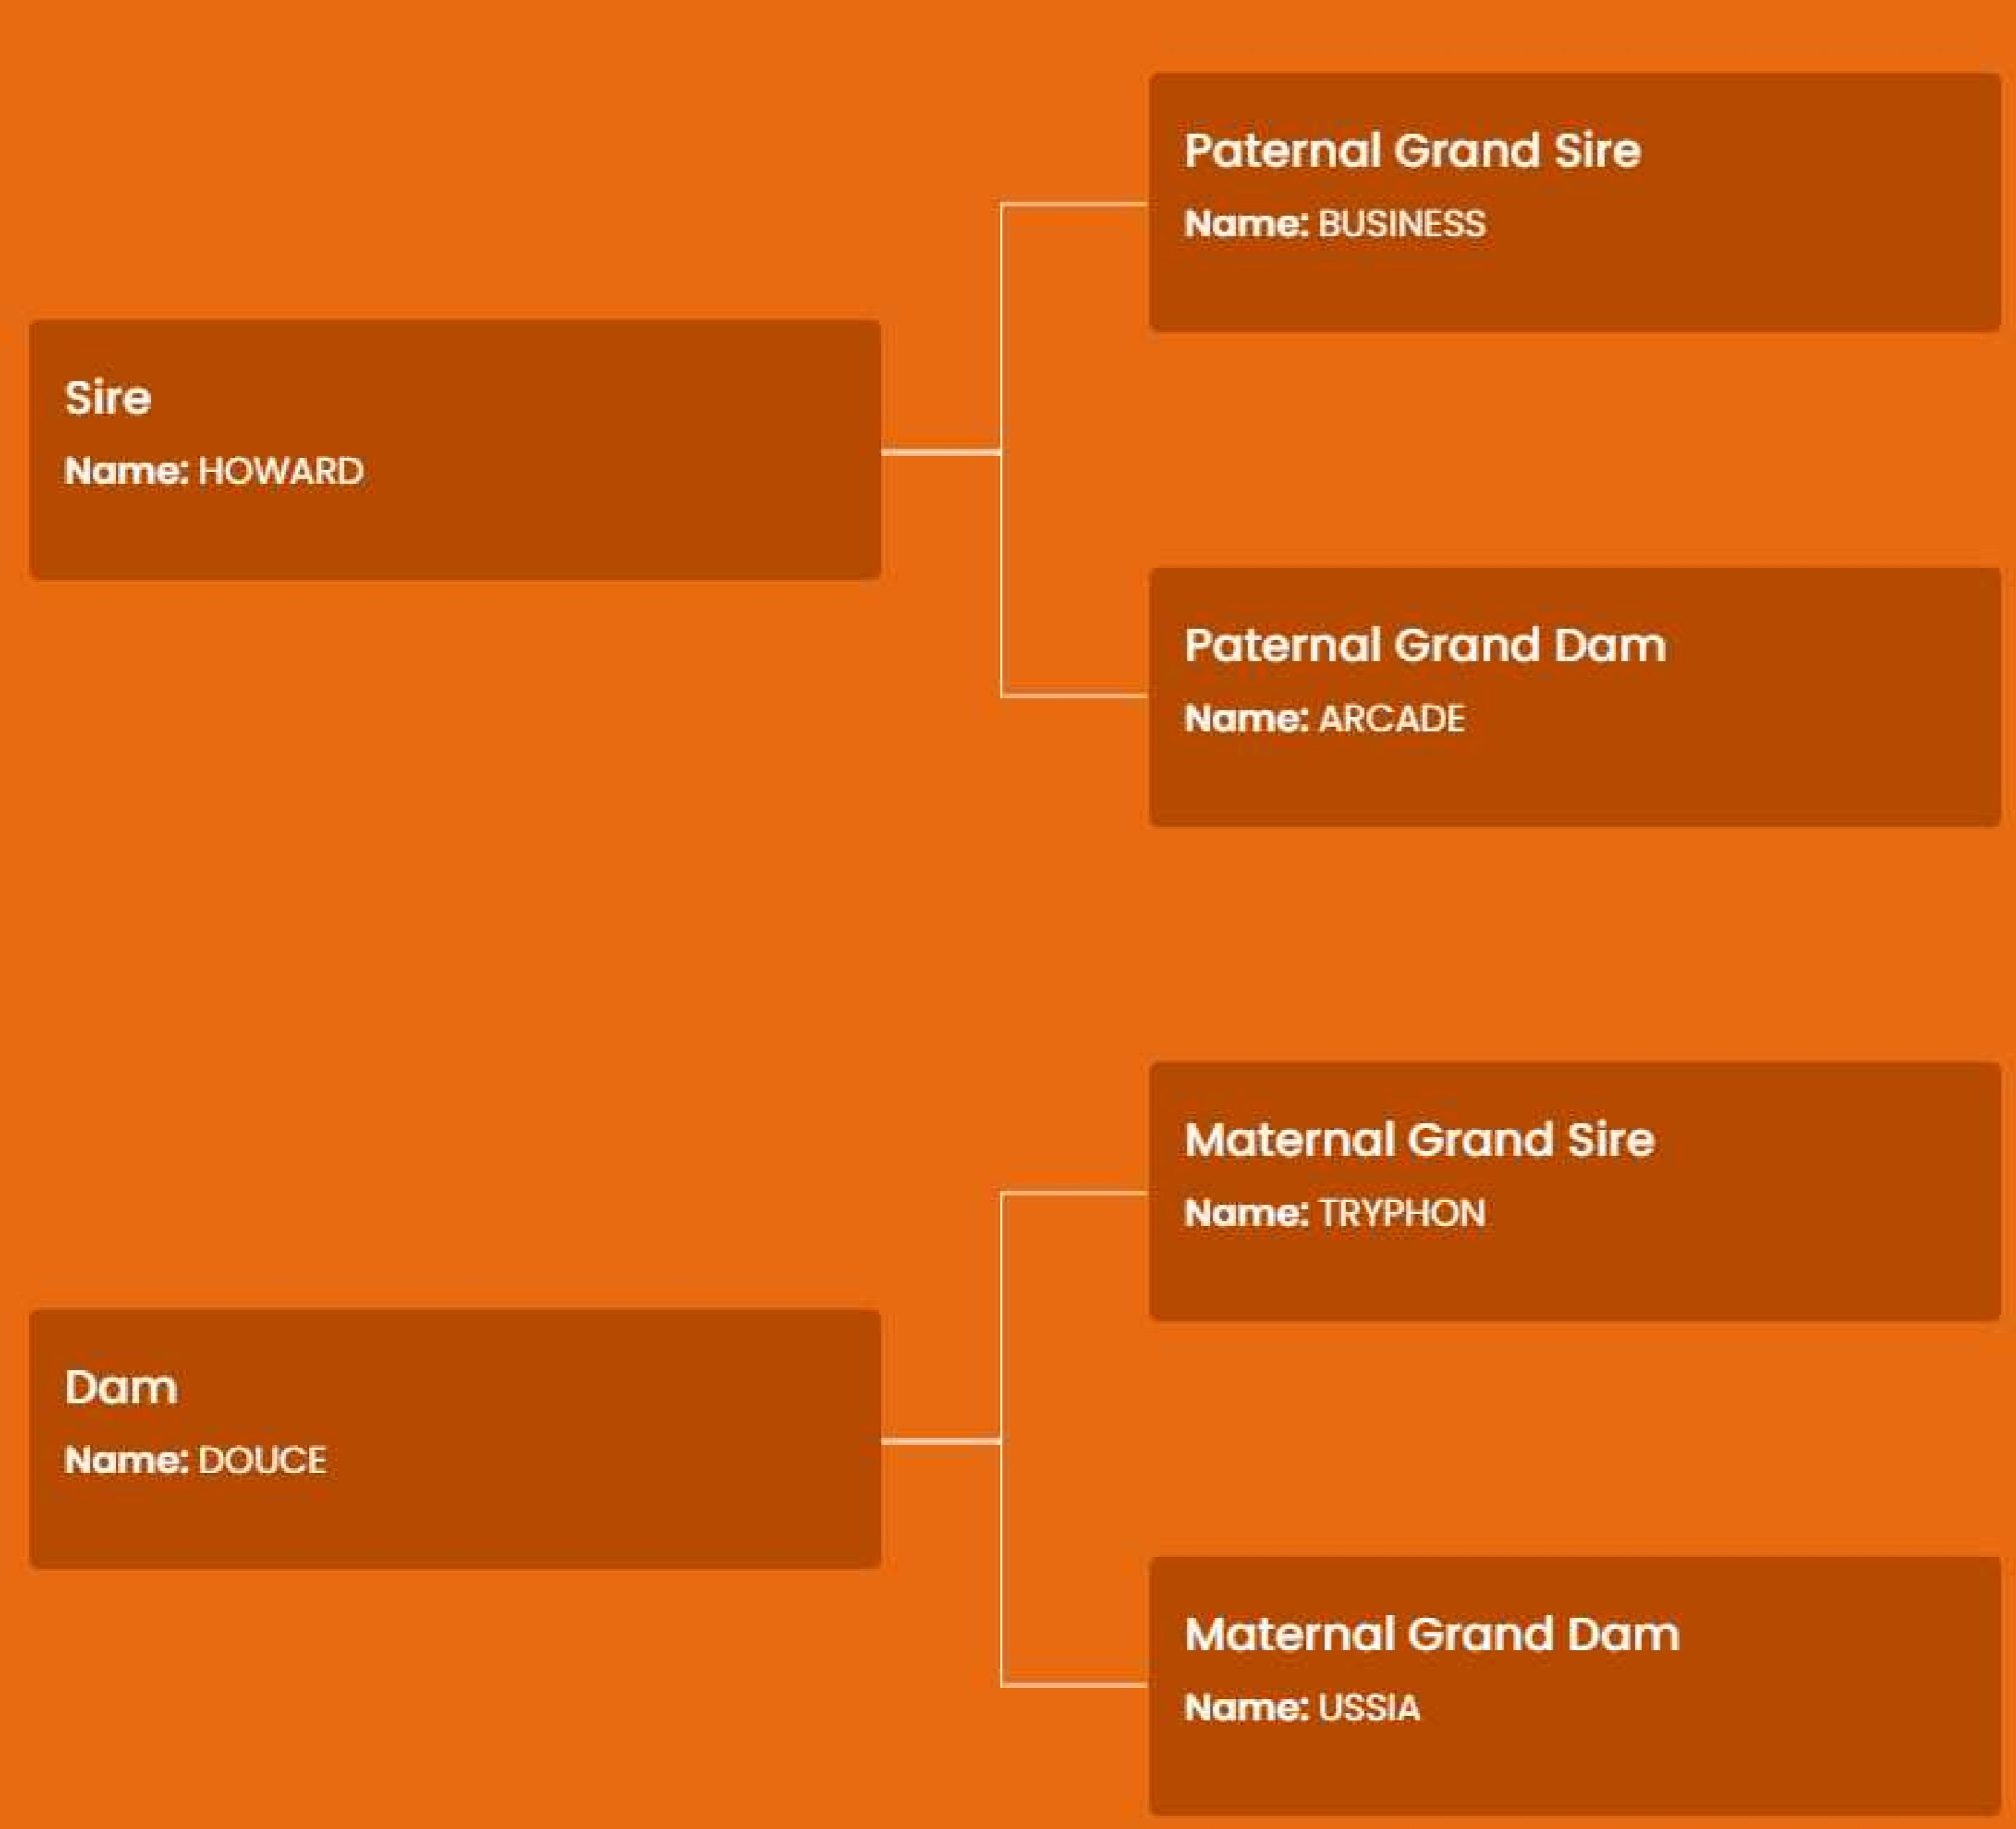 Paternal Grand Sire
Name: BUSINESS
Sire
Name: HOWARD
Paternal Grand Dam
Name: ARCADE
Maternal Grand Sire
Name: TRYPHON
Dam
Name: DOUCE
Maternal Grand Dam
Name: USSIA